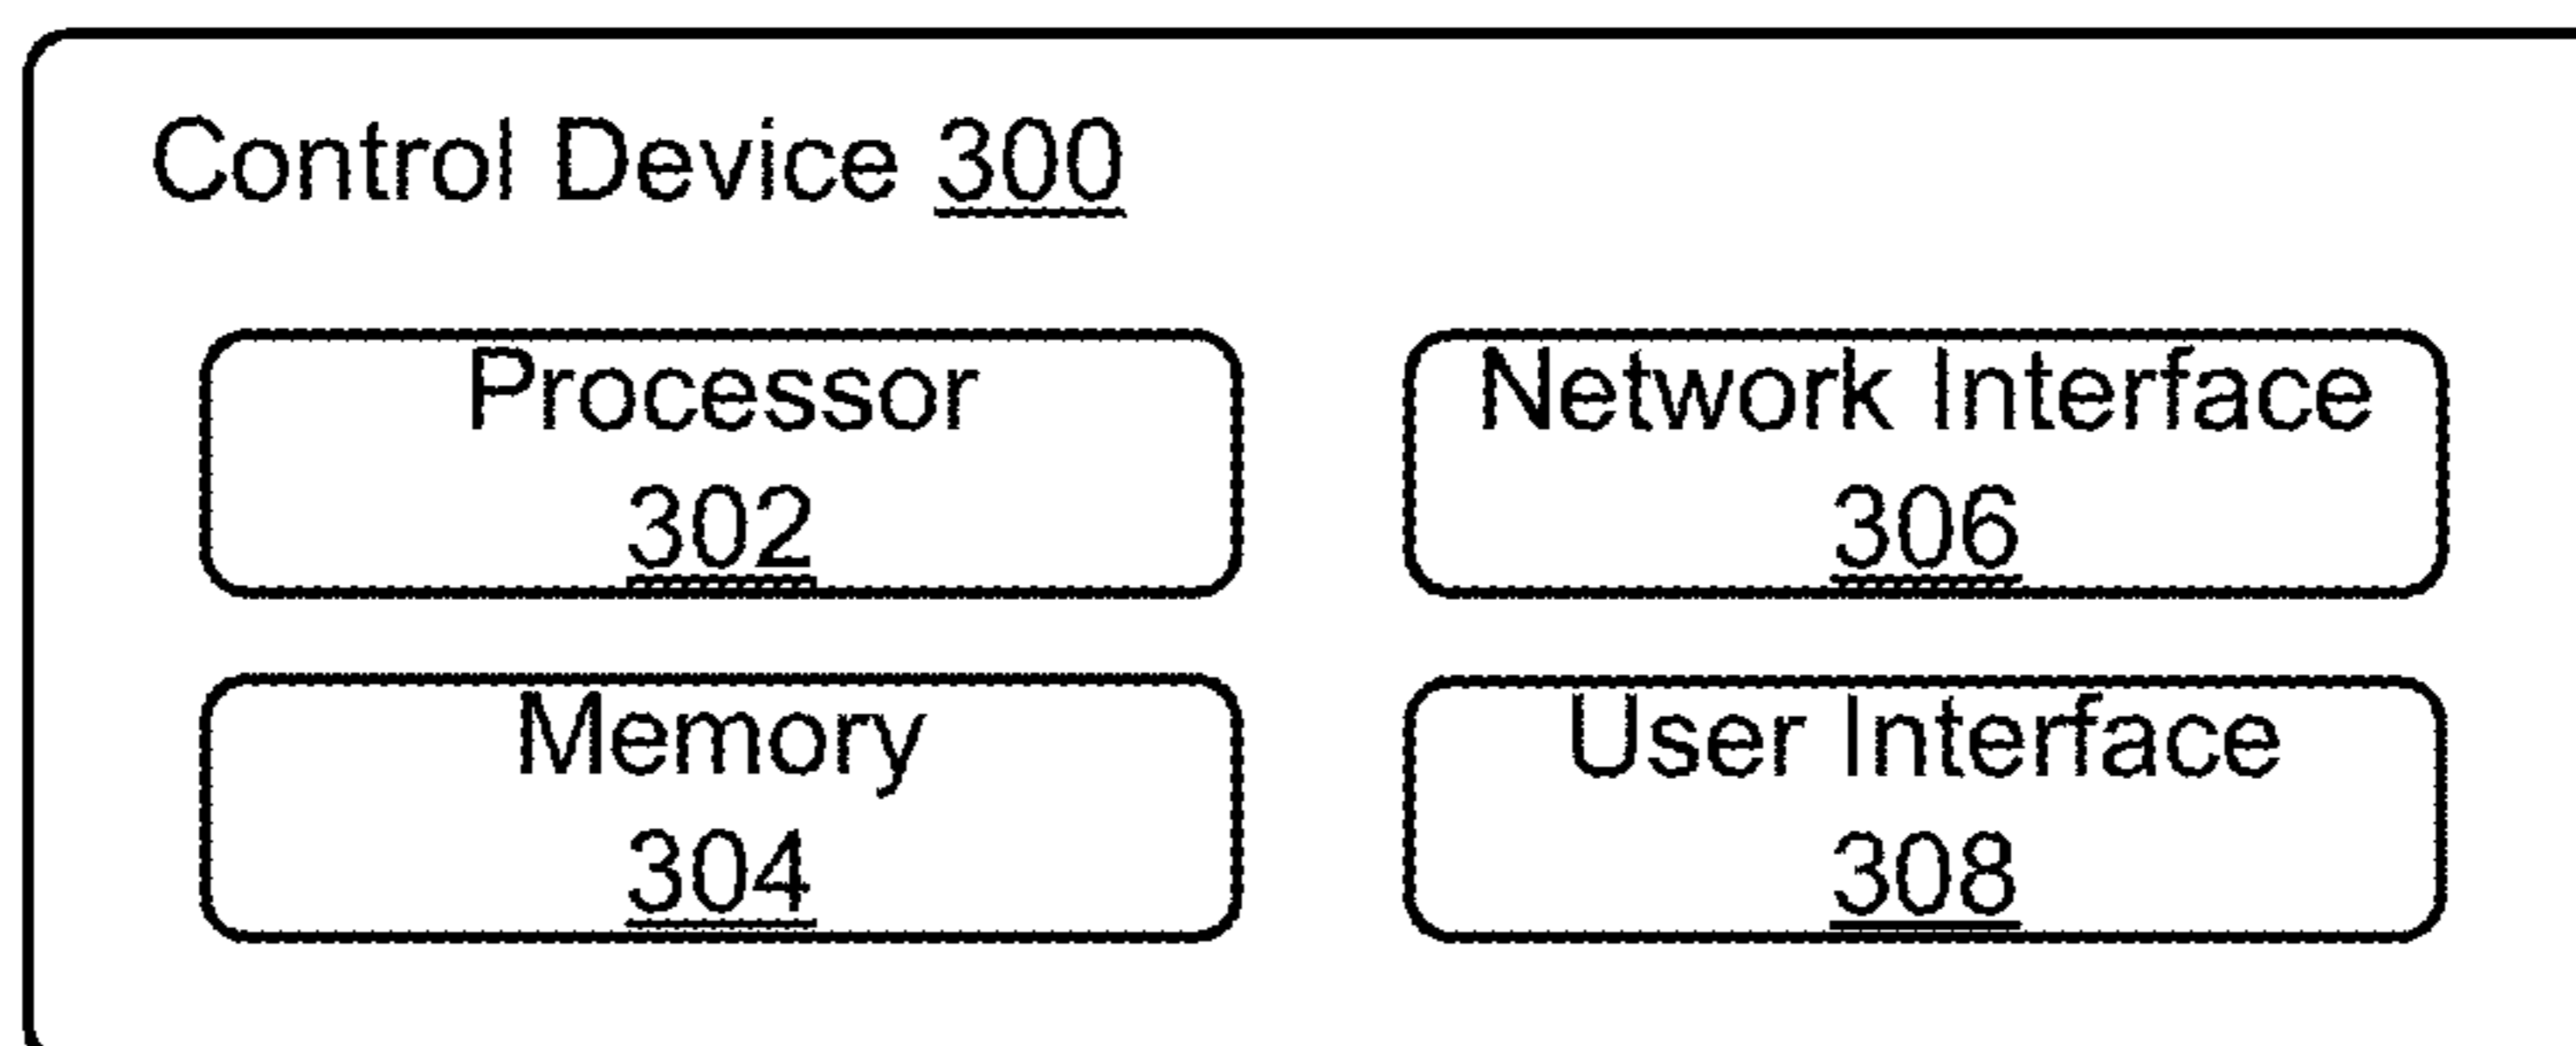 Control Device 300
Processor
302
Network Interface
306
Memory
304
User Interface
308